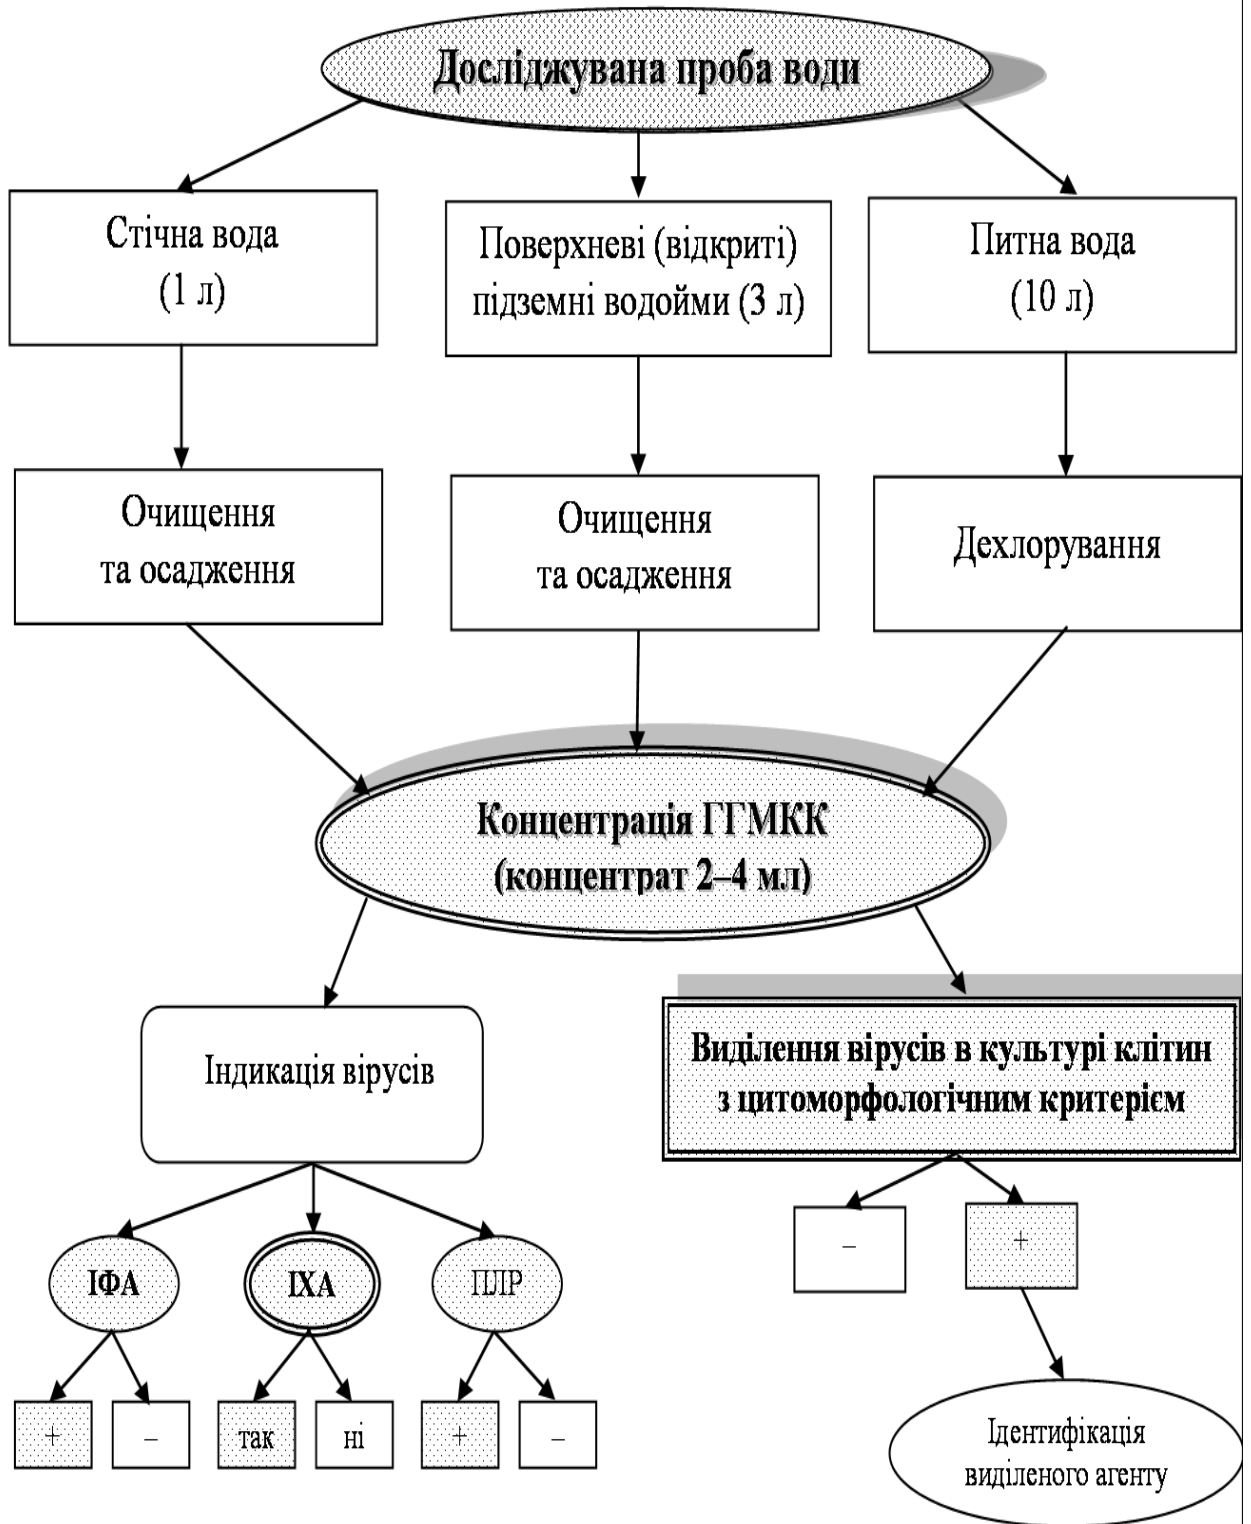 Досліджувана проба води
Стічна вода
(1 л)
Поверхневі (відкриті)
підземні водойми (3 л)
Питна вода
(10 л)
Очищення
та осадження
Очищення
та осадження
Дехлорування
Концентрація ГГМКК
(концентрат 2–4 мл)
Індикація вірусів
Виділення вірусів в культурі клітин
з цитоморфологічним критерієм
ІФА
ІХА
ПЛР
–
+
+
–
так
ні
+
–
Ідентифікація
виділеного агенту